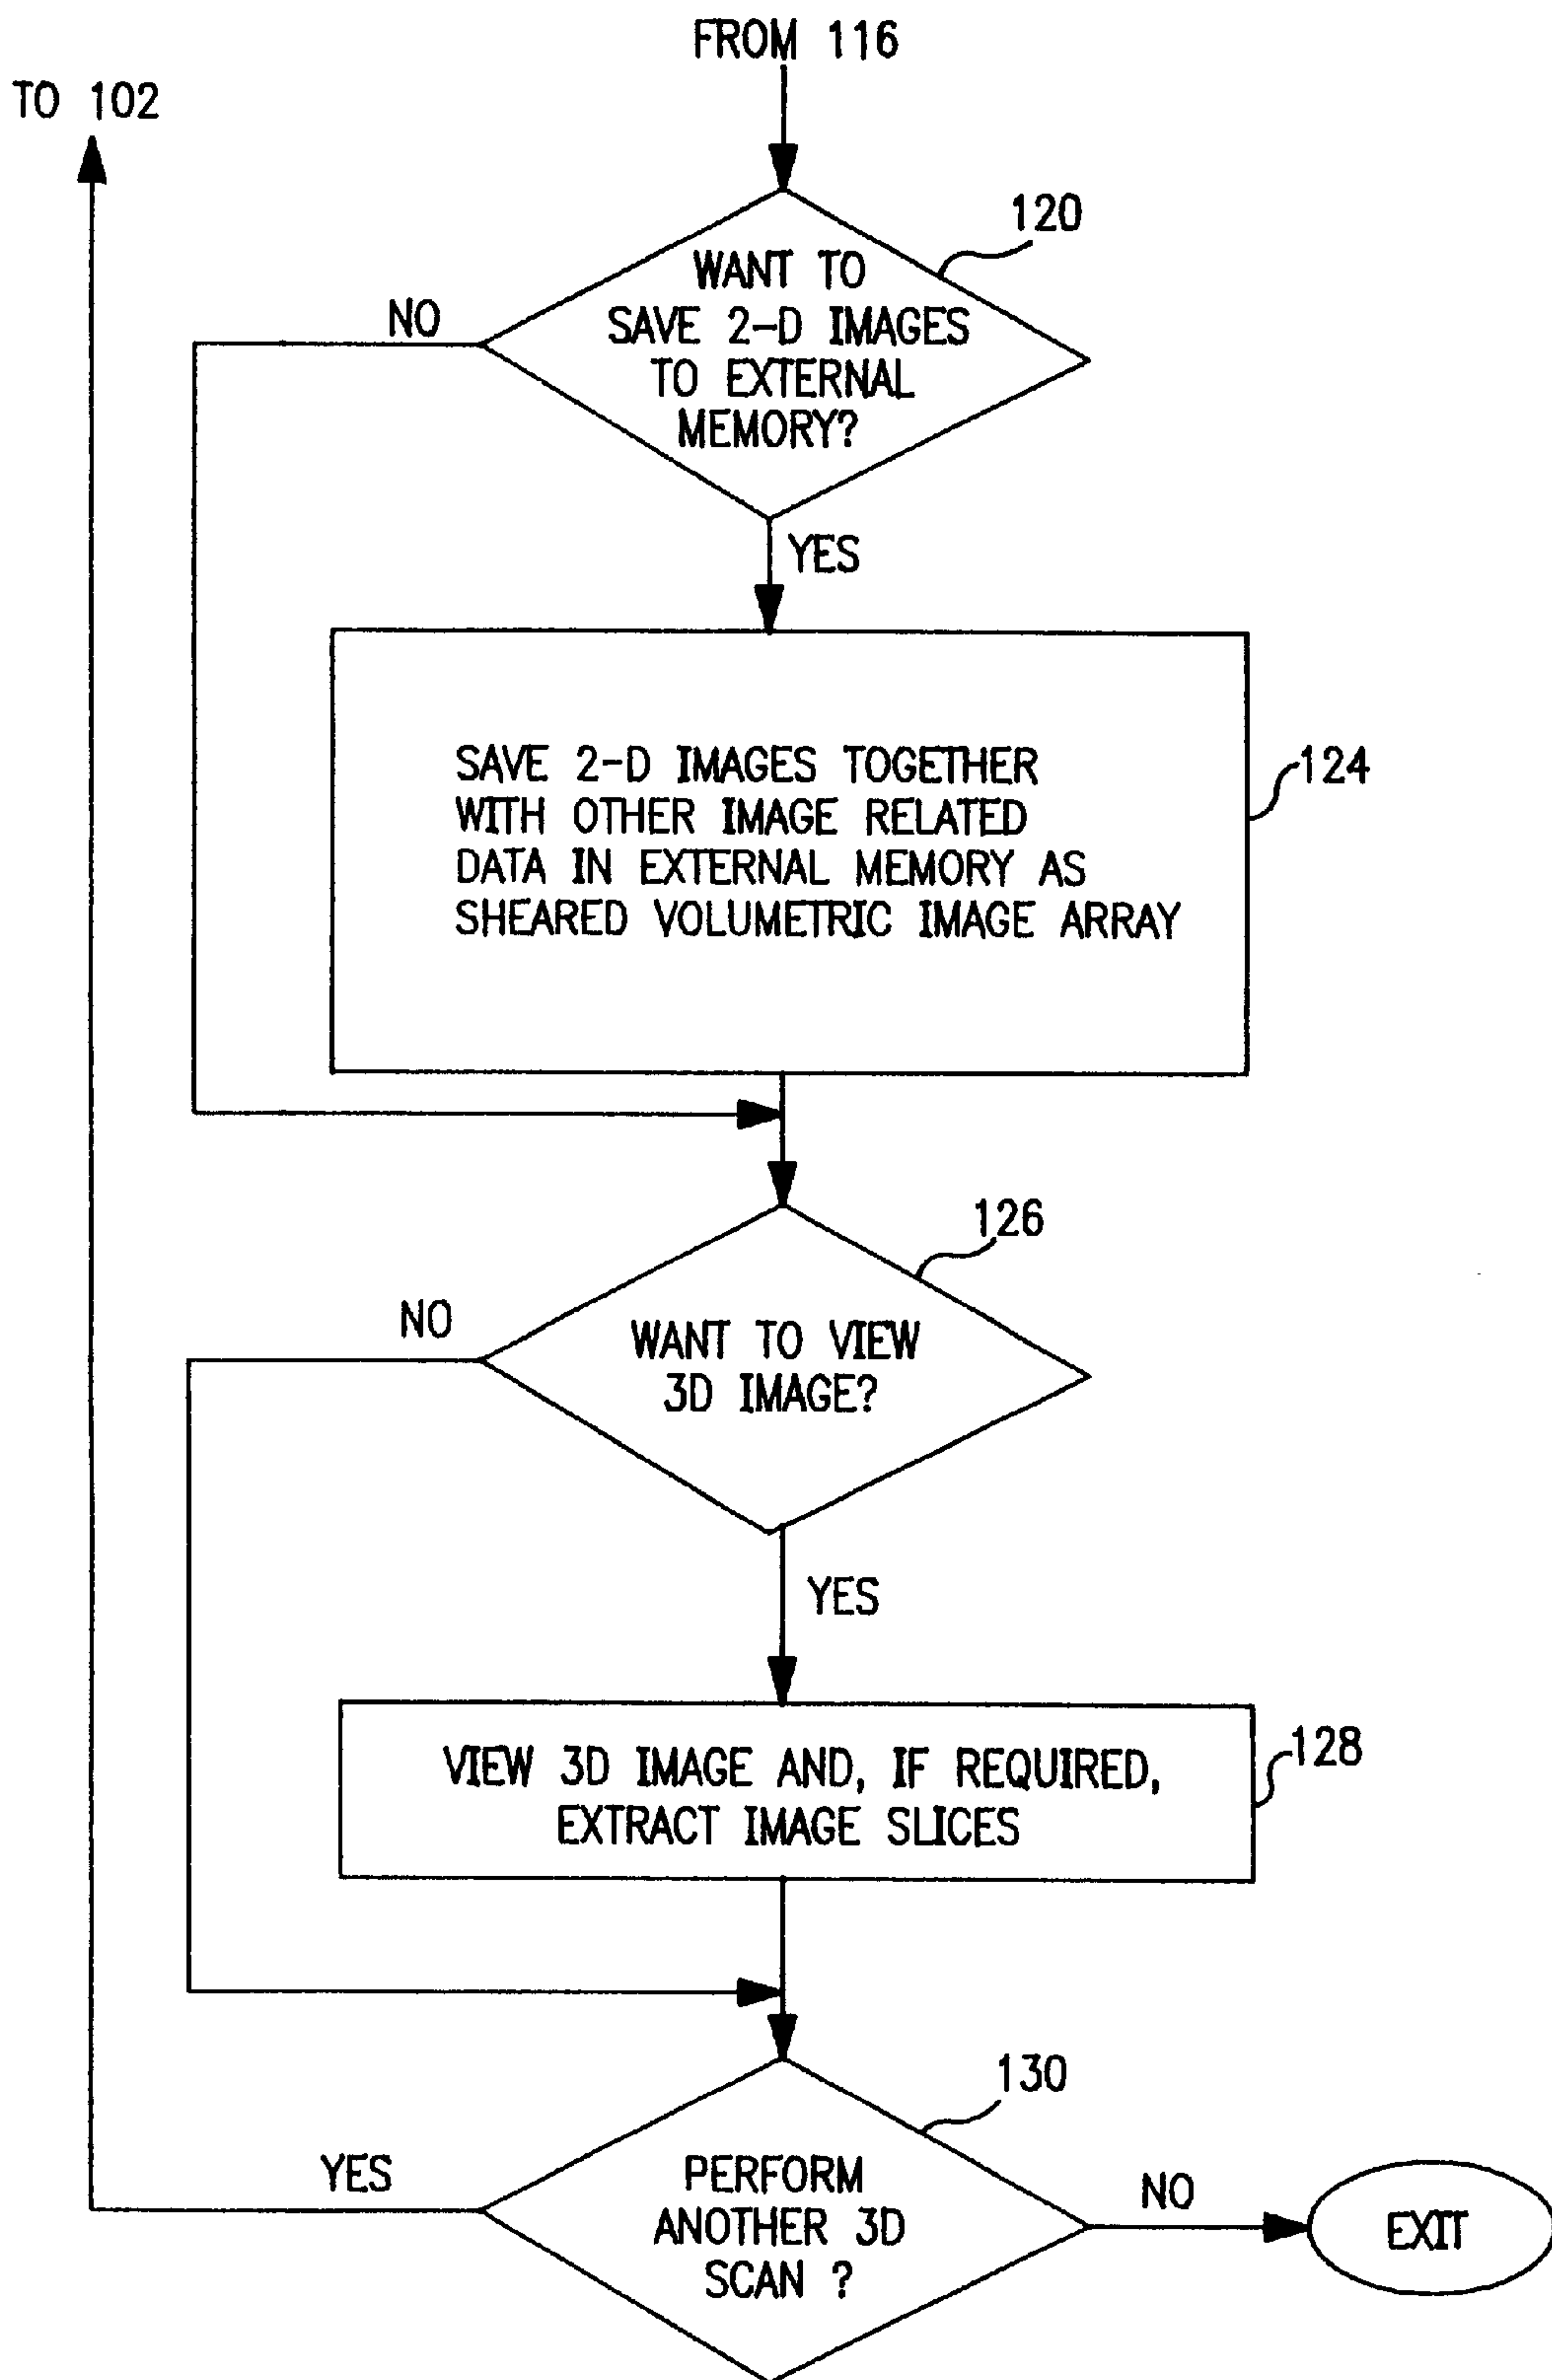 FROM 116
TO 102
120
WANT TO
SAVE 2-D IMAGES
TO EXTERNAL
MEMORY?
NO
YES
SAVE 2-D IMAGES TOGETHER
WITH OTHER IMAGE RELATED
DATA IN EXTERNAL MEMORY AS
SHEARED VOLUMETRIC IMAGE ARRAY
124
126
NO
WANT TO VIEW
3D IMAGE?
YES
VIEW 3D IMAGE AND, IF REQUIRED,
EXTRACT IMAGE SLICES
128
130
YES
PERFORM
ANOTHER 3D
SCAN ?
NO
EXIT